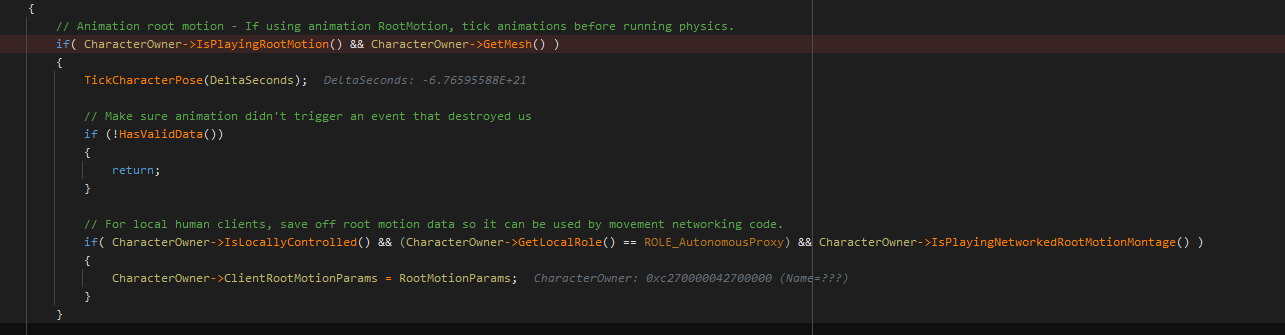 {
// Animation root motion - If using animation RootMotion, tick animations before running physics.
if( CharacterOwner->IsPlayingRootMotion() && CharacterOwner->GetMesh() )
{
TickCharacterPose(DeltaSeconds); DeltaSeconds: -6.76595588E+21
// Make sure animation didn't trigger an event that destroyed us
if (!HasValidData())
{
return;
}
// For local human clients, save off root motion data so it can be used by movement networking code.
if( CharacterOwner->IsLocallyControlled() && (CharacterOwner->GetLocalRole() == ROLE_AutonomousProxy) && CharacterOwner->IsPlayingNetworkedRootMotionMontage() )
{
CharacterOwner->ClientRootMotionParams = RootMotionParams; CharacterOwner: 0xc270000042700000 (Name=???)
}
}